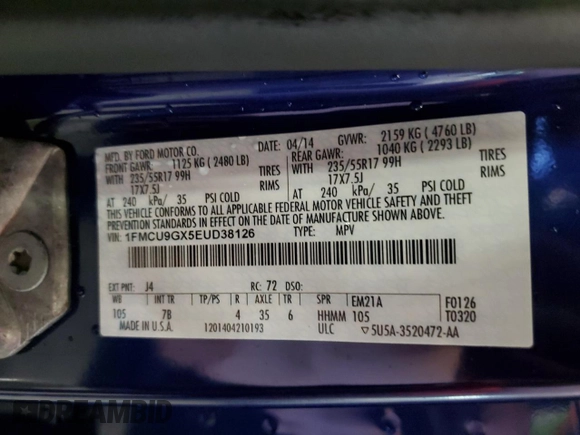 MFD. BY FORD MOTOR CO. DATE: 04/14 GVWR: 2159 KG ( 4760 LB)
FRONT GAWR: 1125 KG ( 2480 LB) REAR GAWR: 1040 KG ( 2293 LB)
WITH 235/55R17 99H TIRES WITH 235/55R17 99H TIRES
17X7.5J RIMS 17X7.5J RIMS
AT 240 kPa/ 35 PSI COLD AT 240 kPa/ 35 PSI COLD
THIS VEHICLE CONFORMS TO ALL APPLICABLE FEDERAL MOTOR VEHICLE SAFETY AND THEFT
PREVENTION STANDARDS IN EFFECT ON THE DATE OF MANUFACTURE SHOWN ABOVE.
VIN: 1FMCU9GX5EUD38126 TYPE: MPV
EXT PNT: J4 RC: 72 DSO:
WB INT TR TP/PS R AXLE TR SPR EM21A F0126
105 7B 4 35 6 HHMM 105 T0320
MADE IN U.S.A. 1201404210193 ULC 5U5A-3520472-AA
BREAMBID